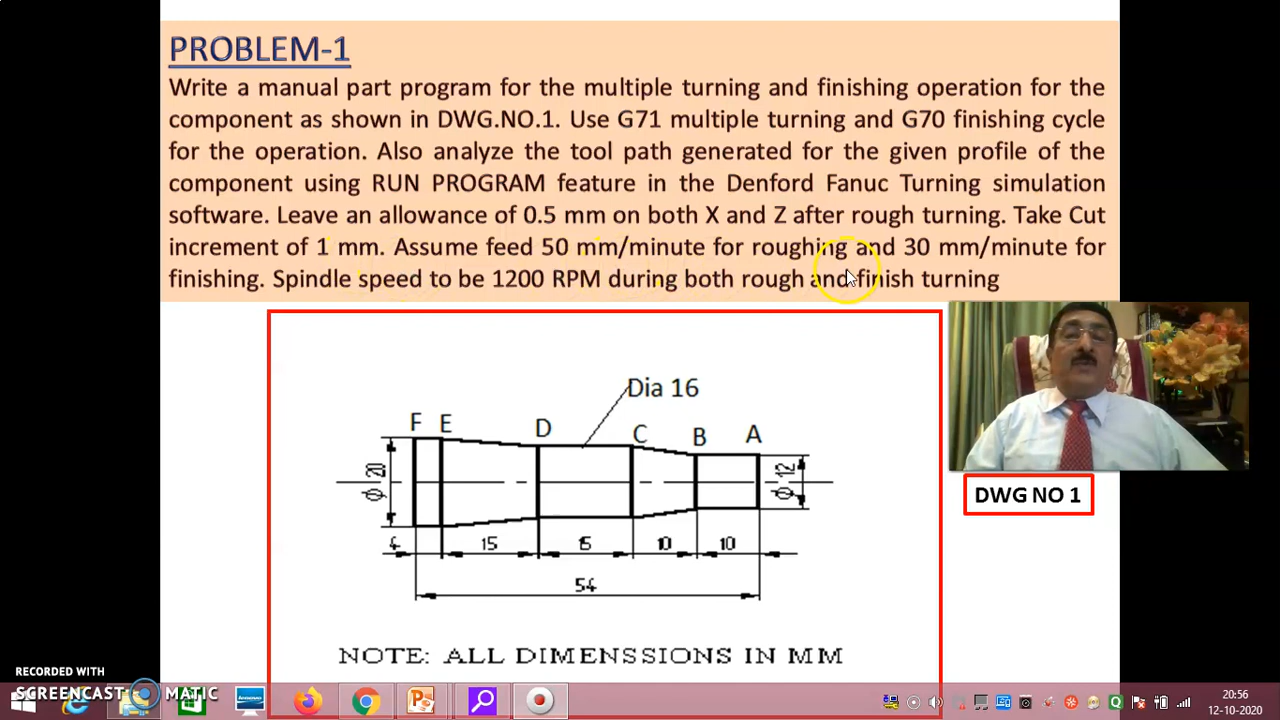 PROBLEM-1
Write a manual part program for the multiple turning and finishing operation for the
component as shown in DWG.NO.1. Use G71 multiple turning and G70 finishing cycle
for the operation. Also analyze the tool path generated for the given profile of the
component using RUN PROGRAM feature in the Denford Fanuc Turning simulation
software. Leave an allowance of 0.5 mm on both X and Z after rough turning. Take Cut
increment of 1 mm. Assume feed 50 mm/minute for roughing and 30 mm/minute for
finishing. Spindle speed to be 1200 RPM during both rough and finish turning
Dia 16
F E D C B A
ϕ 20
ϕ 12
4 15 15 10 10
54
DWG NO 1
NOTE: ALL DIMENSSIONS IN MM
RECORDED WITH
SCREENCAST MATIC
lenovo
20:56
12-10-2020